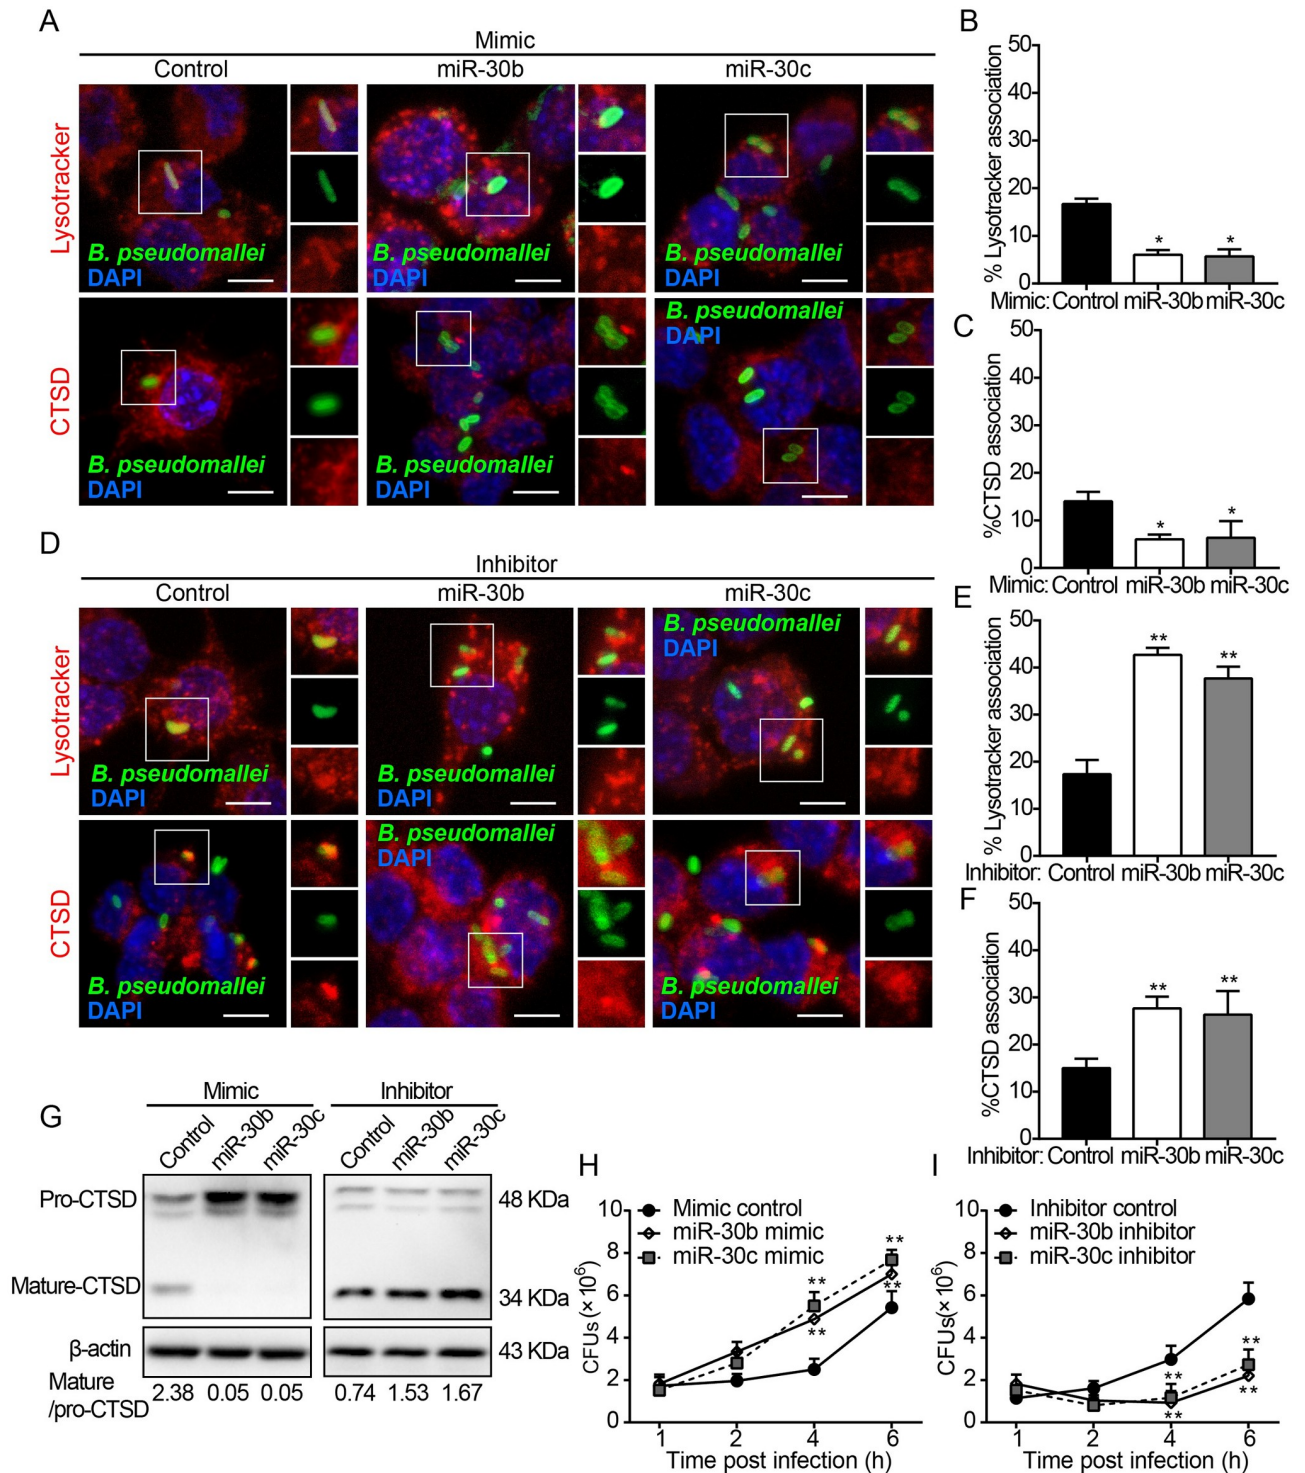 A
Mimic
Control
miR-30b
miR-30c
Lysotracker
B. pseudomallei
DAPI
B. pseudomallei
DAPI
B. pseudomallei
DAPI
CTSD
B. pseudomallei
DAPI
B. pseudomallei
DAPI
B. pseudomallei
DAPI
B
% Lysotracker association
50
40
30
20
10
0
* *
Mimic: Control miR-30b miR-30c
C
%CTSD association
50
40
30
20
10
0
* *
Mimic: Control miR-30b miR-30c
D
Inhibitor
Control
miR-30b
miR-30c
Lysotracker
B. pseudomallei
DAPI
B. pseudomallei
DAPI
B. pseudomallei
DAPI
CTSD
B. pseudomallei
DAPI
B. pseudomallei
DAPI
B. pseudomallei
DAPI
E
% Lysotracker association
50
40
30
20
10
0
** **
Inhibitor: Control miR-30b miR-30c
F
%CTSD association
50
40
30
20
10
0
** **
Inhibitor: Control miR-30b miR-30c
G
Mimic
Inhibitor
Control miR-30b miR-30c
Control miR-30b miR-30c
Pro-CTSD
48 KDa
Mature-CTSD
34 KDa
β-actin
43 KDa
Mature
/pro-CTSD
2.38 0.05 0.05 0.74 1.53 1.67
H
Mimic control
miR-30b mimic
miR-30c mimic
CFUs(×10⁶)
10
8
6
4
2
0
** **
** **
1 2 4 6
Time post infection (h)
I
Inhibitor control
miR-30b inhibitor
miR-30c inhibitor
CFUs(×10⁶)
10
8
6
4
2
0
** **
** **
1 2 4 6
Time post infection (h)